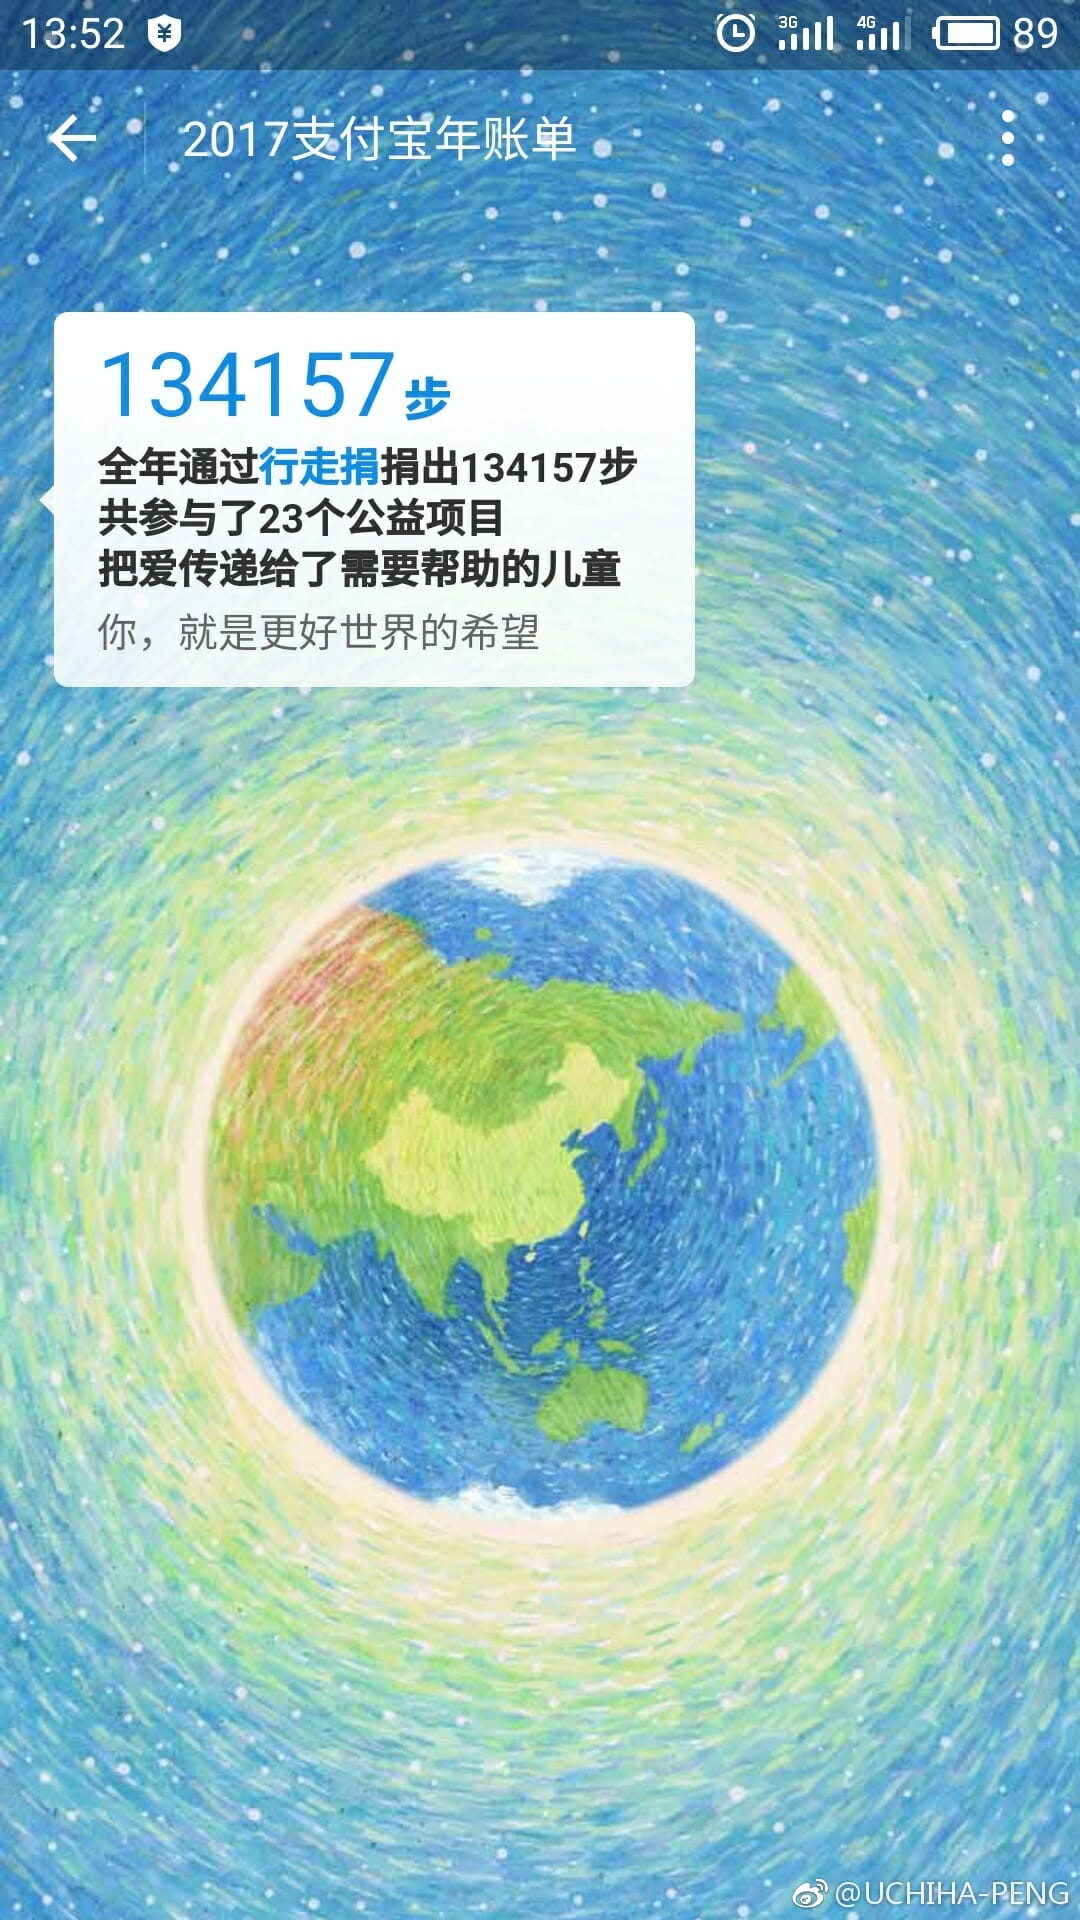 13:52
3G 4G 89
2017支付宝年账单
134157步
全年通过行走捐捐出134157步
共参与了23个公益项目
把爱传递给了需要帮助的儿童
你，就是更好世界的希望
@UCHIHA-PENG